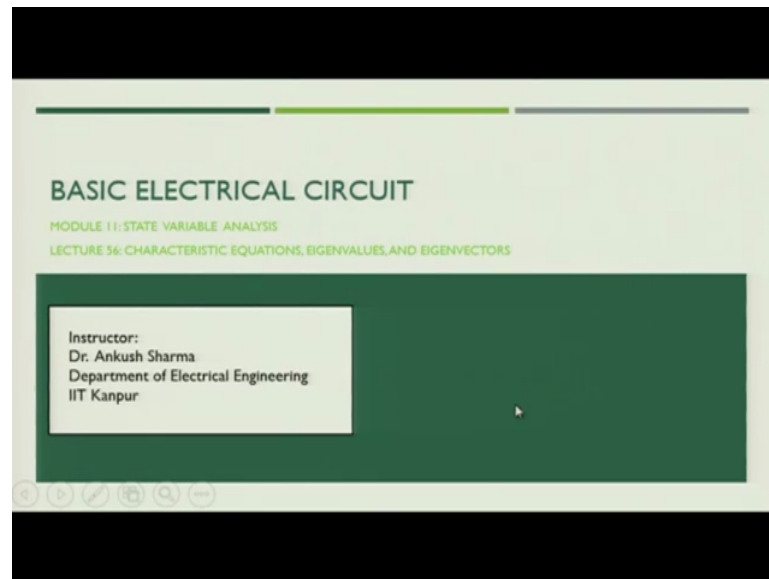 BASIC ELECTRICAL CIRCUIT
MODULE 11: STATE VARIABLE ANALYSIS
LECTURE 56: CHARACTERISTIC EQUATIONS, EIGENVALUES, AND EIGENVECTORS
Instructor:
Dr. Ankush Sharma
Department of Electrical Engineering
IIT Kanpur